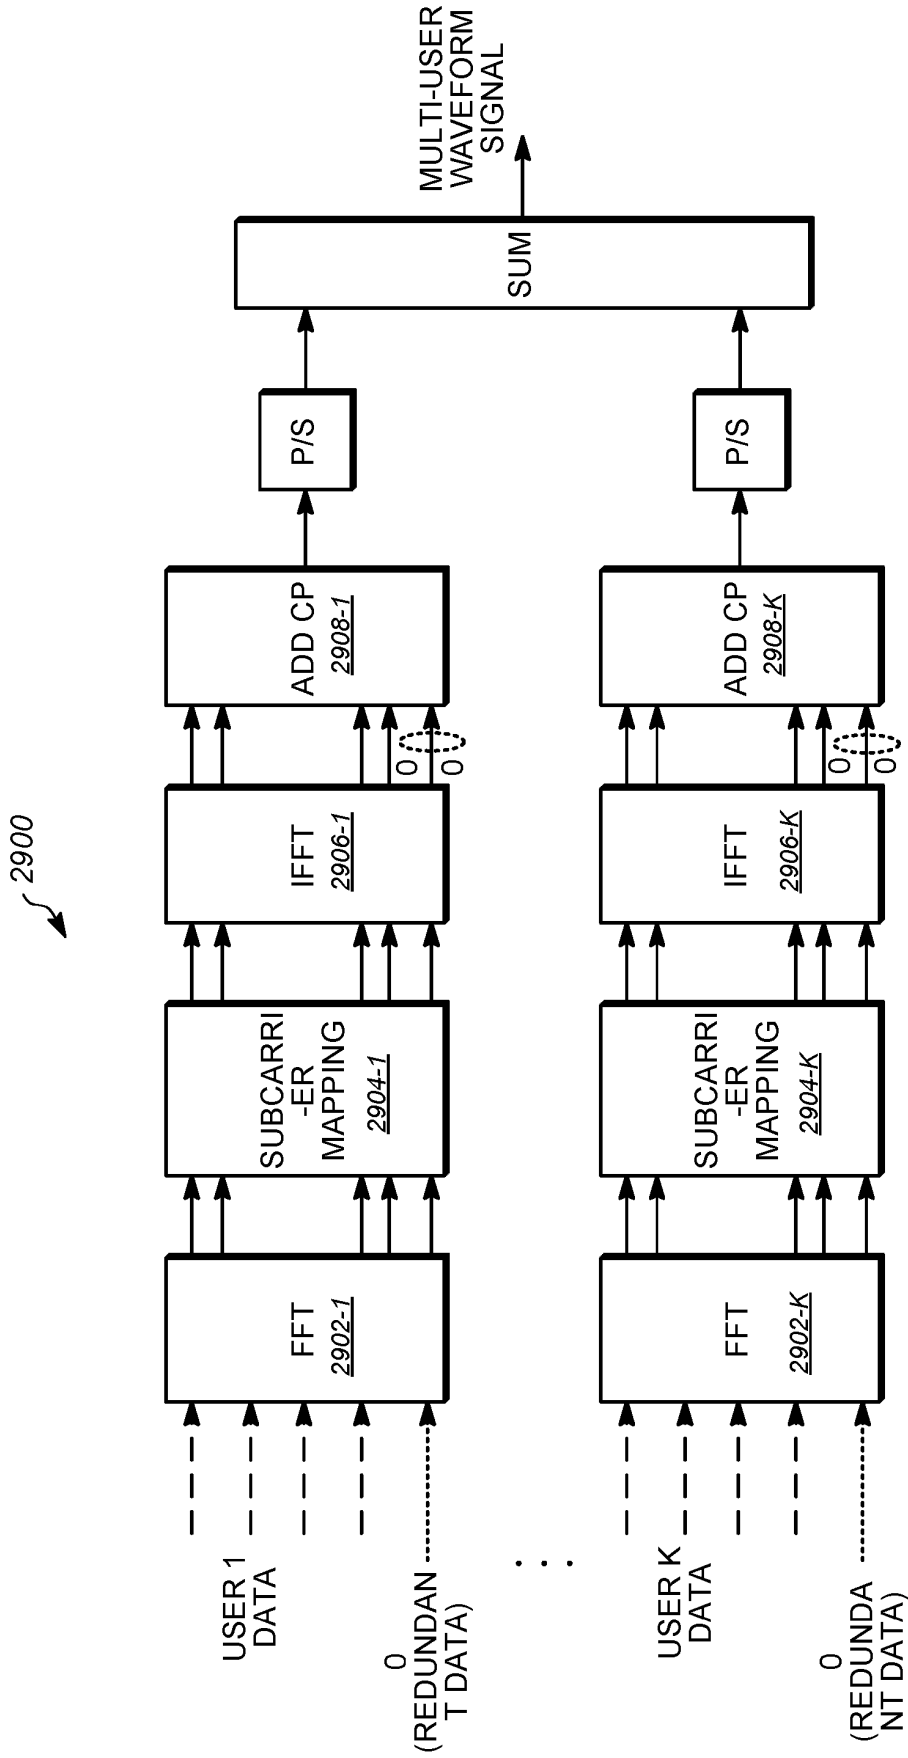 2900
USER 1
DATA
0
(REDUNDAN
T DATA)
FFT
2902-1
SUBCARRI
-ER
MAPPING
2904-1
IFFT
2906-1
0
0
ADD CP
2908-1
P/S
. . .
USER K
DATA
0
(REDUNDA
NT DATA)
FFT
2902-K
SUBCARRI
-ER
MAPPING
2904-K
IFFT
2906-K
0
0
ADD CP
2908-K
P/S
SUM
MULTI-USER
WAVEFORM
SIGNAL